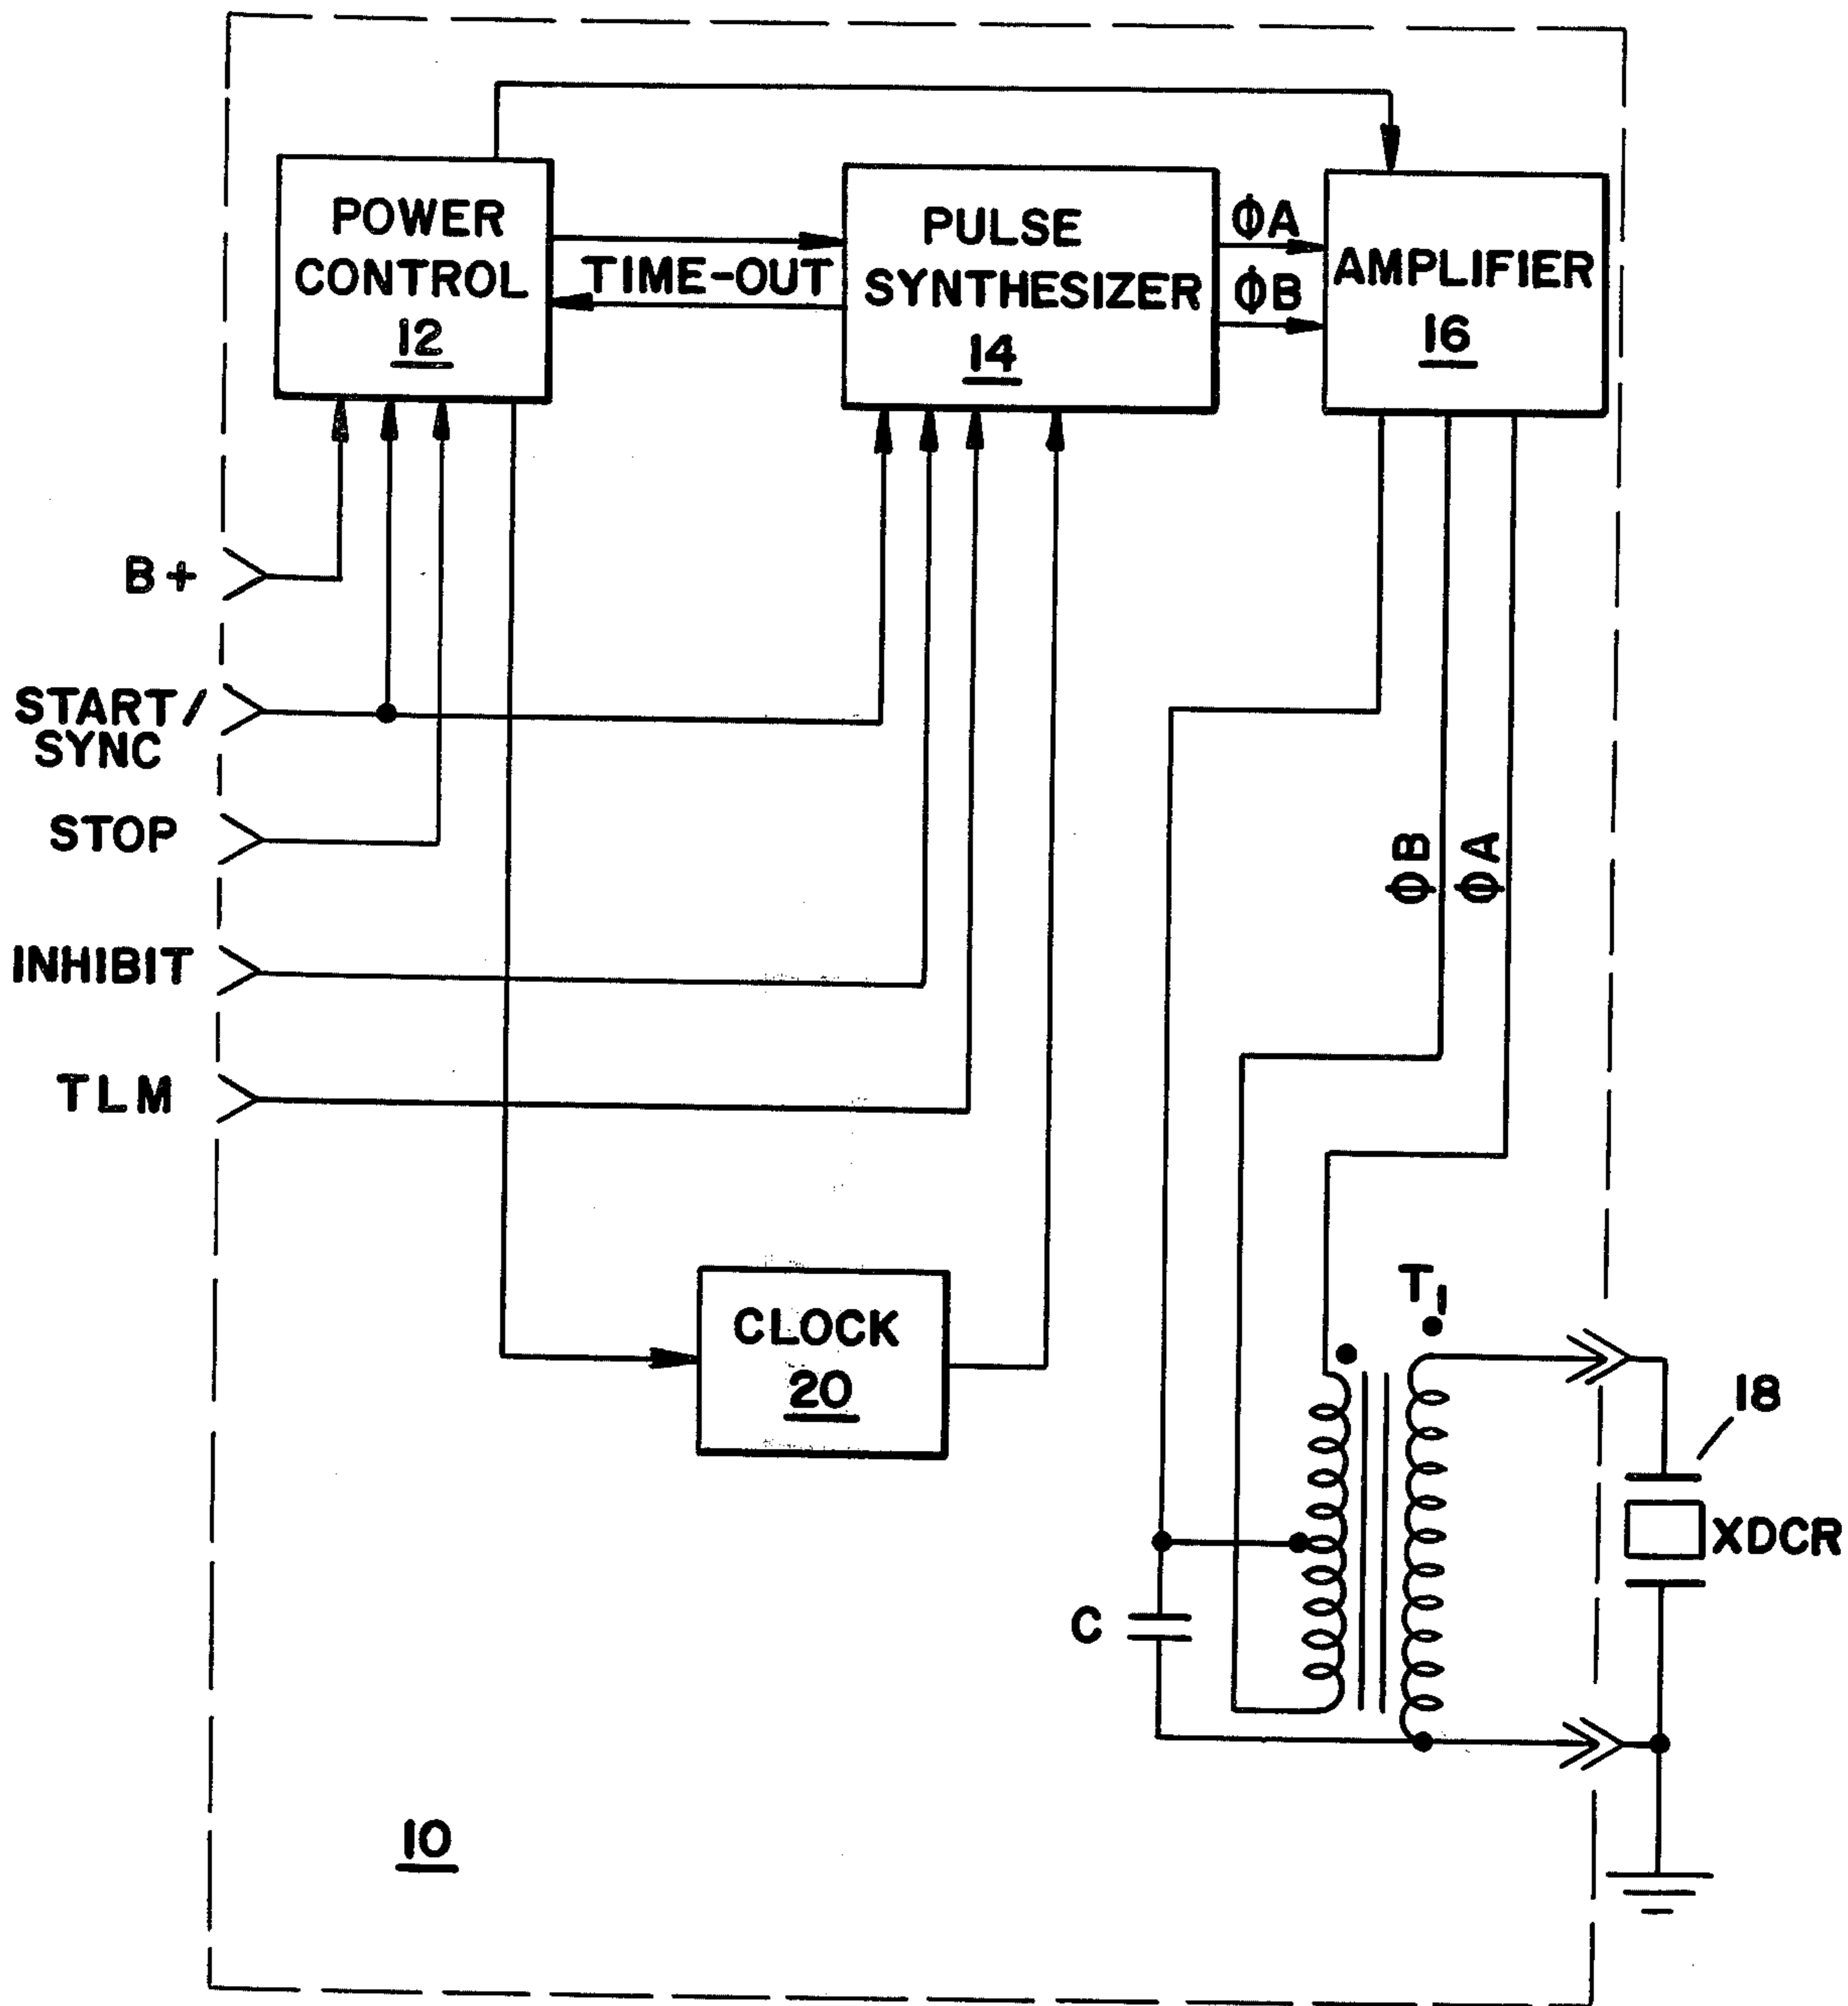 POWER
CONTROL
12
TIME-OUT
PULSE
SYNTHESIZER
14
ΦA
ΦB
AMPLIFIER
16
B+
START/
SYNC
STOP
INHIBIT
TLM
ΦB
ΦA
CLOCK
20
T1
18
XDCR
C
10